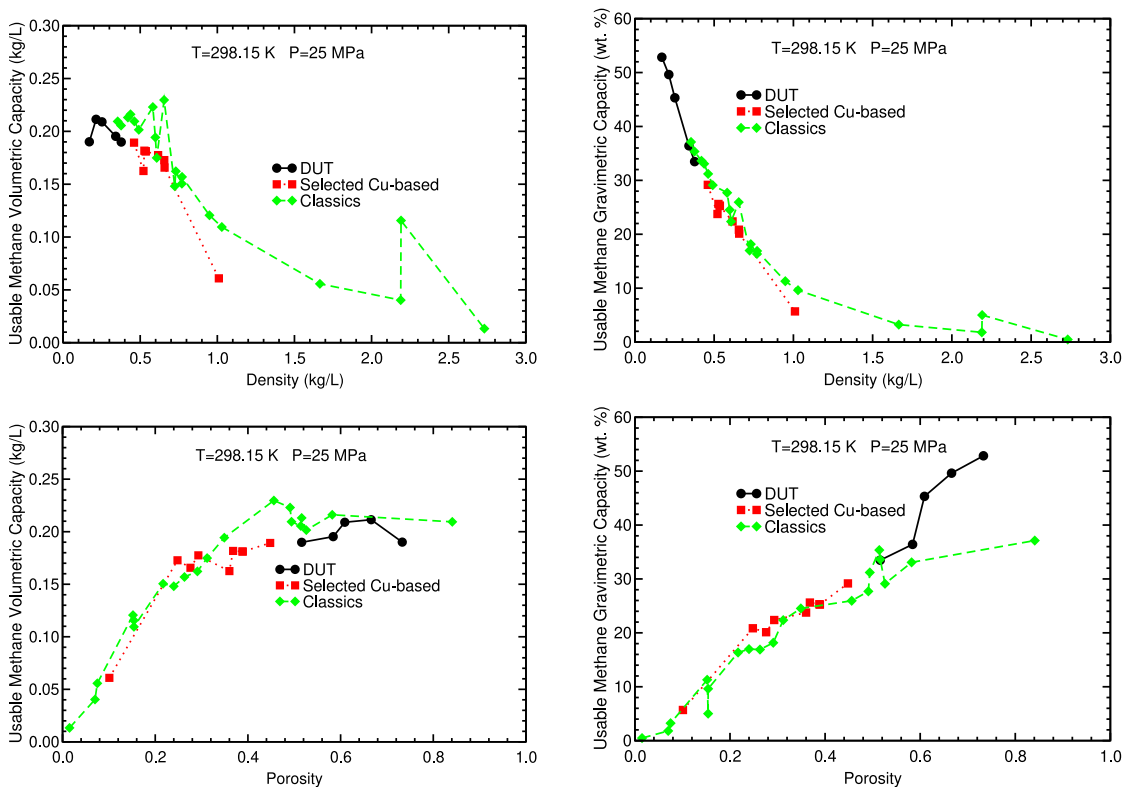 Usable Methane Volumetric Capacity (kg/L)
0.30
0.25
0.20
0.15
0.10
0.05
0.00
T=298.15 K P=25 MPa
DUT
Selected Cu-based
Classics
0.0 0.5 1.0 1.5 2.0 2.5 3.0
Density (kg/L)
Usable Methane Gravimetric Capacity (wt. %)
60
50
40
30
20
10
0
T=298.15 K P=25 MPa
DUT
Selected Cu-based
Classics
0.0 0.5 1.0 1.5 2.0 2.5 3.0
Density (kg/L)
Usable Methane Volumetric Capacity (kg/L)
0.30
0.25
0.20
0.15
0.10
0.05
0.00
T=298.15 K P=25 MPa
DUT
Selected Cu-based
Classics
0.0 0.2 0.4 0.6 0.8 1.0
Porosity
Usable Methane Gravimetric Capacity (wt. %)
60
50
40
30
20
10
0
T=298.15 K P=25 MPa
DUT
Selected Cu-based
Classics
0.0 0.2 0.4 0.6 0.8 1.0
Porosity